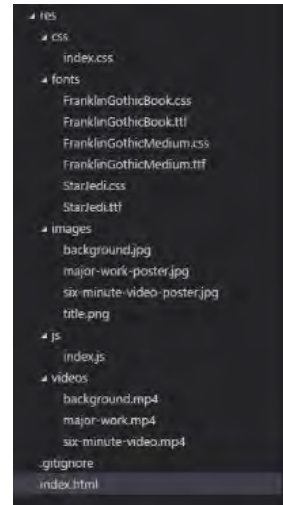 res
css
index.css
fonts
FranklinGothicBook.css
FranklinGothicBook.ttf
FranklinGothicMedium.css
FranklinGothicMedium.ttf
StarJedi.css
StarJedi.ttf
images
background.jpg
major-work-poster.jpg
six-minute-video-poster.jpg
title.png
js
index.js
videos
background.mp4
major-work.mp4
six-minute-video.mp4
.gitignore
index.html